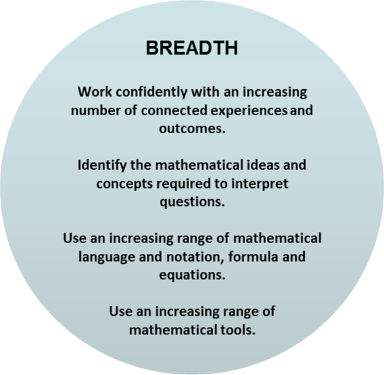 BREADTH
Work confidently with an increasing
number of connected experiences and
outcomes.
Identify the mathematical ideas and
concepts required to interpret
questions.
Use an increasing range of mathematical
language and notation, formula and
equations.
Use an increasing range of
mathematical tools.